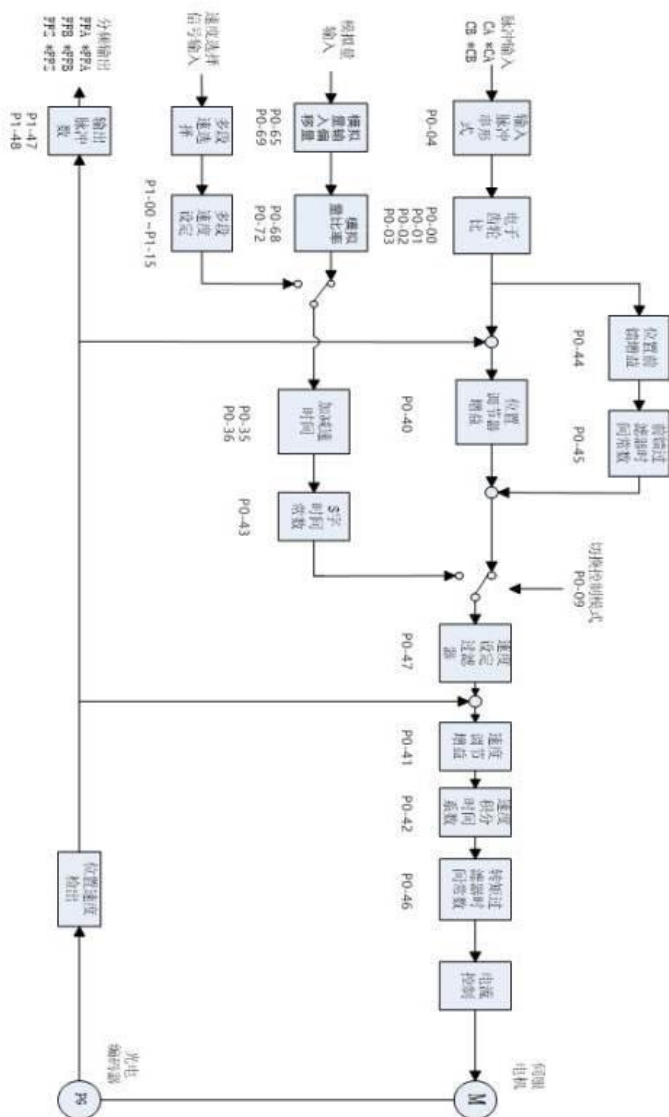 位置前
馈增益
P0-44
前馈过
滤器时
间常数
P0-45
切换控制模式
P0-09
脉冲输入
CA *CA
CB *CB
输入
脉冲
串形
式
P0-04
电子
齿轮
比
P0-00
P0-01
P0-02
P0-03
位置
调节器
增益
P0-40
速度
设定
过滤
器
P0-47
速度
调节
增益
P0-41
速度
积分
时间
系数
P0-42
转矩过
滤器时
间常数
P0-46
电流
控制
伺服
电机
M
模拟量
输入
模拟
量输
入偏
移量
P0-65
P0-69
模拟
量比率
P0-68
P0-72
加减速
时间
P0-35
P0-36
S字
时间
常数
P0-43
速度选择
信号输入
多段
速选
择
多段
速度
设定
P1-00 ~P1-15
分频输出
输出
脉冲
数
P1-47
P1-48
位置速度
检出
光电
编码器
PG